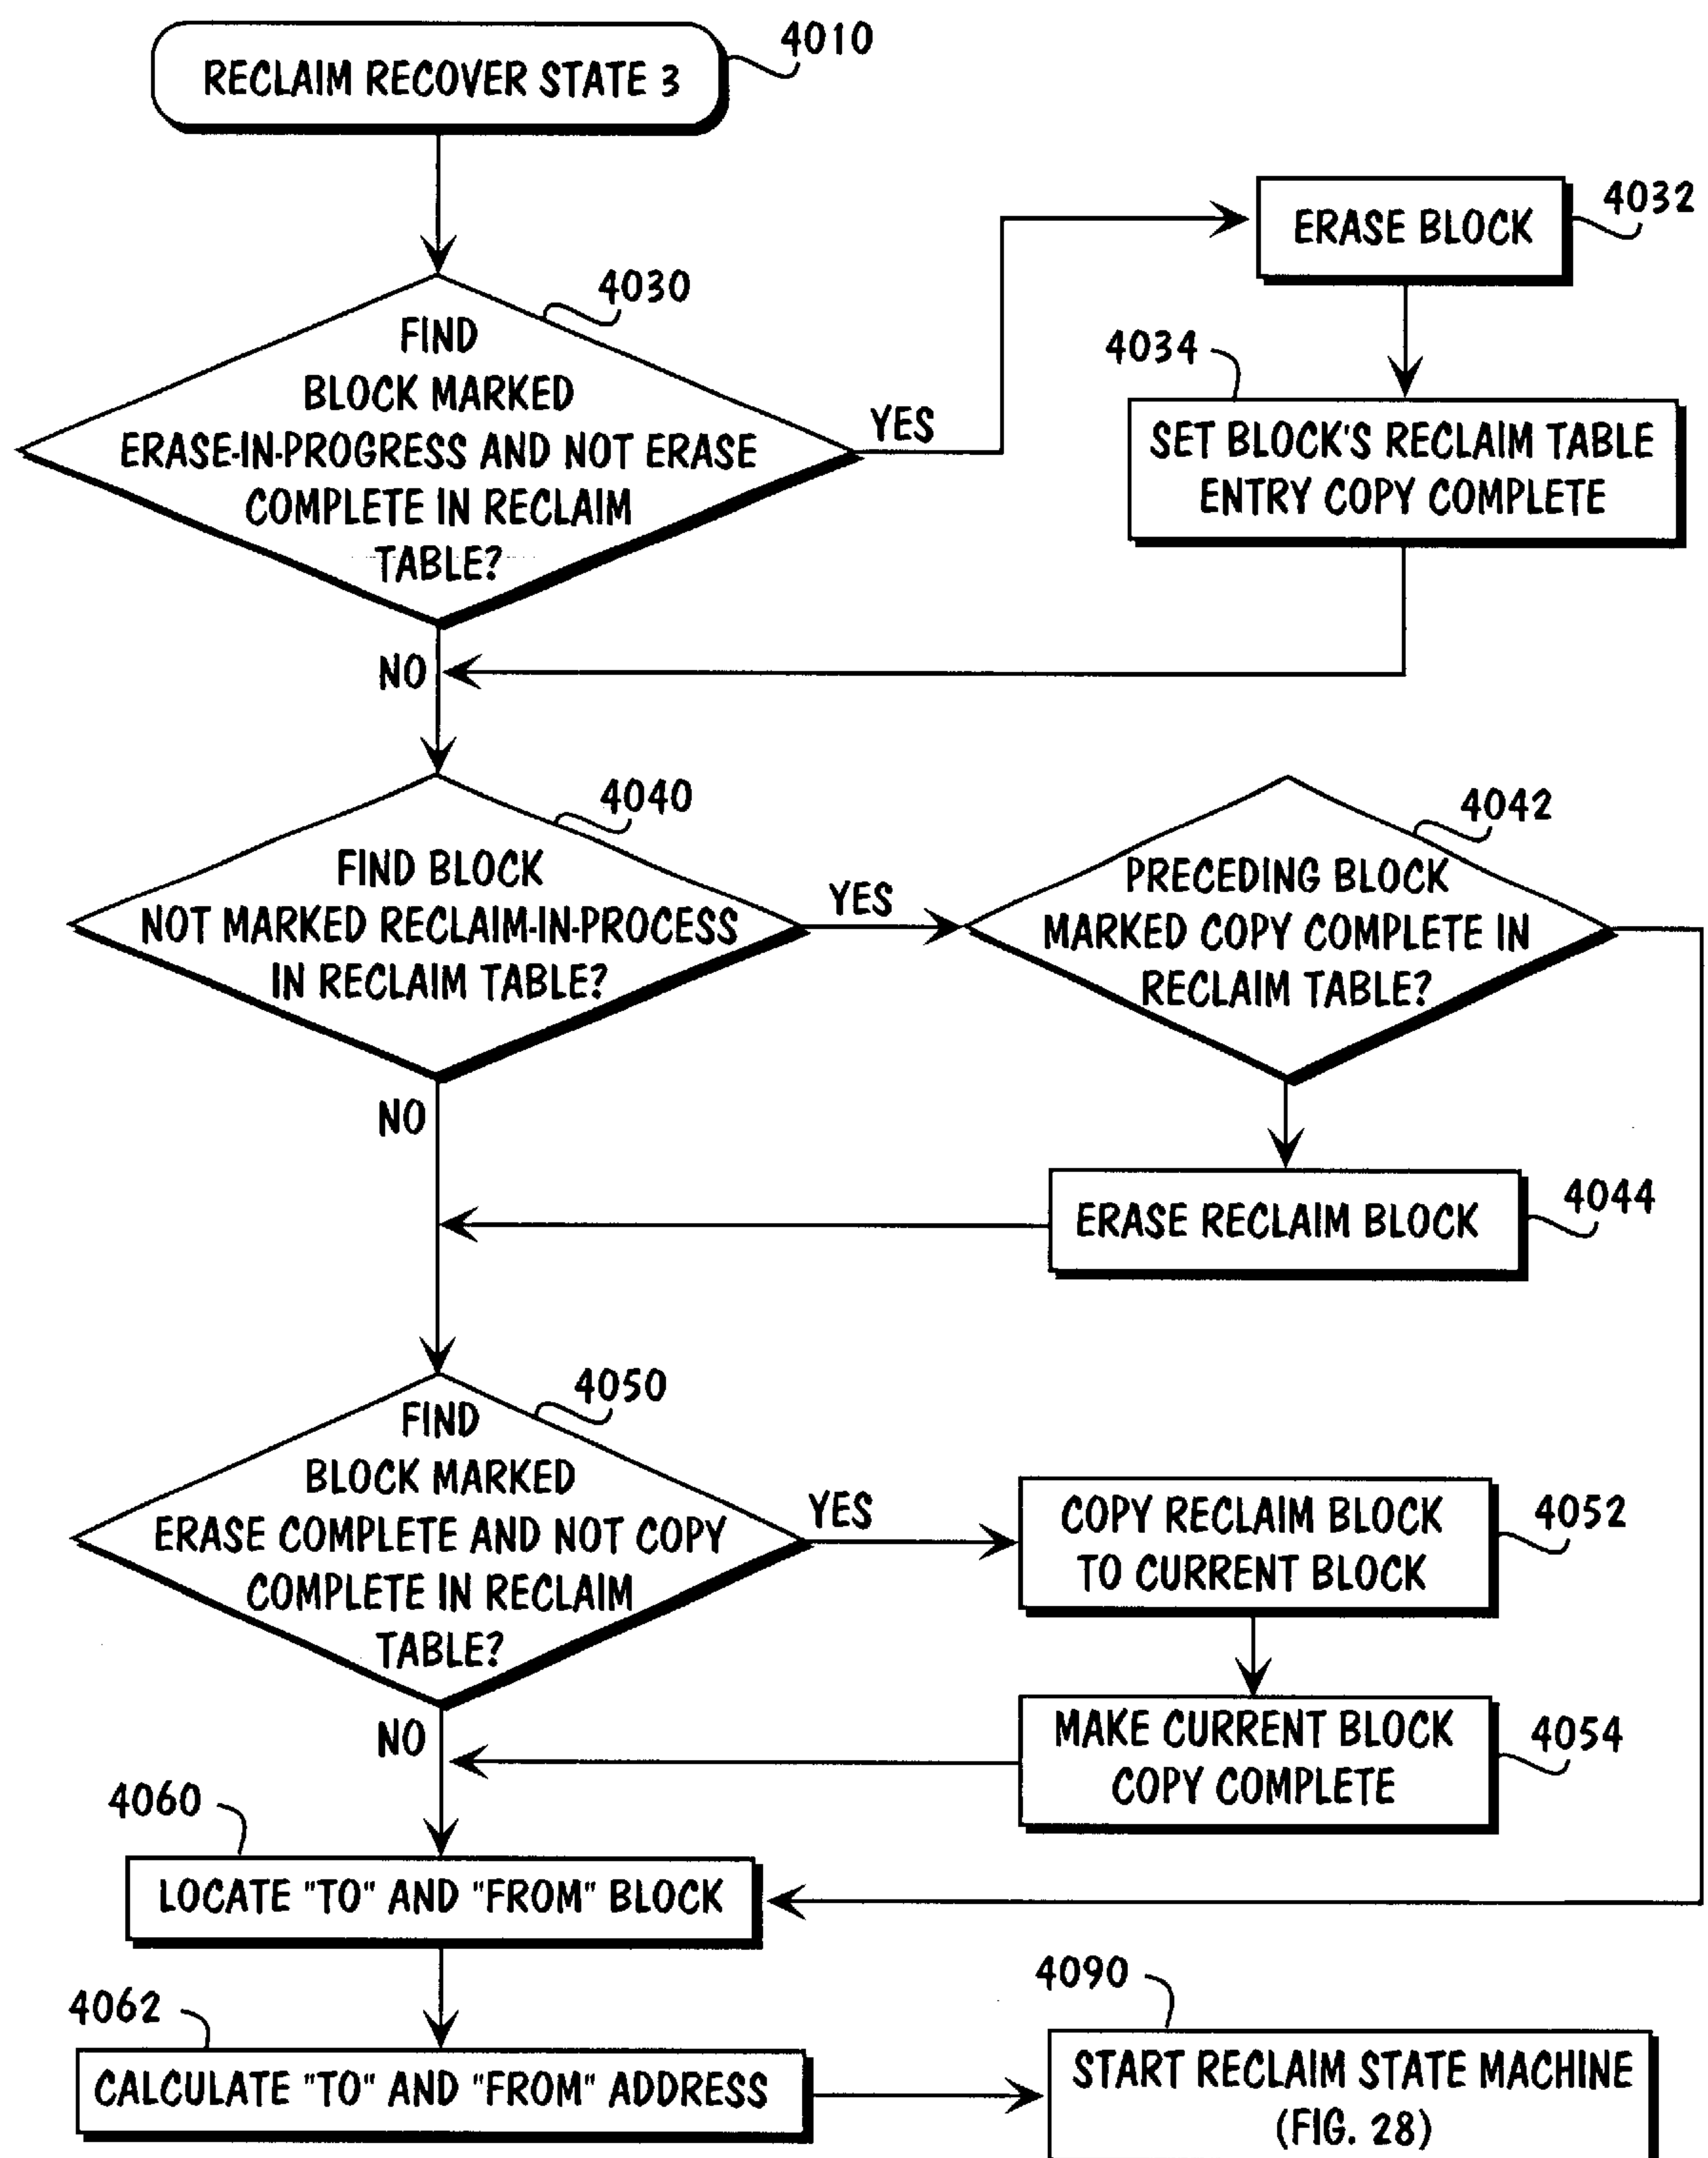 RECLAIM RECOVER STATE 3
4010
4030
FIND
BLOCK MARKED
ERASE-IN-PROGRESS AND NOT ERASE
COMPLETE IN RECLAIM
TABLE?
YES
ERASE BLOCK
4032
4034
SET BLOCK'S RECLAIM TABLE
ENTRY COPY COMPLETE
NO
4040
FIND BLOCK
NOT MARKED RECLAIM-IN-PROCESS
IN RECLAIM TABLE?
YES
4042
PRECEDING BLOCK
MARKED COPY COMPLETE IN
RECLAIM TABLE?
NO
ERASE RECLAIM BLOCK
4044
4050
FIND
BLOCK MARKED
ERASE COMPLETE AND NOT COPY
COMPLETE IN RECLAIM
TABLE?
YES
COPY RECLAIM BLOCK
TO CURRENT BLOCK
4052
NO
MAKE CURRENT BLOCK
COPY COMPLETE
4054
4060
LOCATE "TO" AND "FROM" BLOCK
4062
CALCULATE "TO" AND "FROM" ADDRESS
4090
START RECLAIM STATE MACHINE
(FIG. 28)